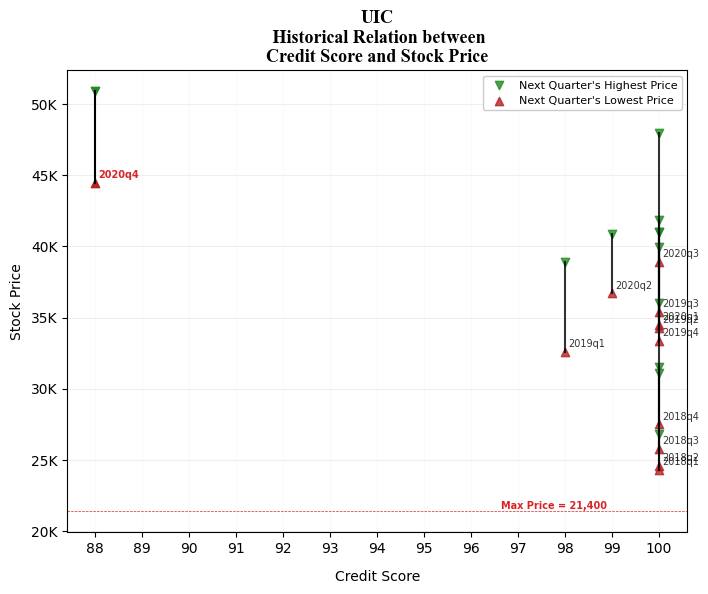 UIC
Historical Relation between
Credit Score and Stock Price
Next Quarter's Highest Price
Next Quarter's Lowest Price
50K
45K
40K
35K
30K
25K
20K
Stock Price
2020q4
2020q3
2020q2
2019q3
2020q1
2019q2
2019q4
2019q1
2018q4
2018q3
2018q2
2018q1
Max Price = 21,400
88 89 90 91 92 93 94 95 96 97 98 99 100
Credit Score